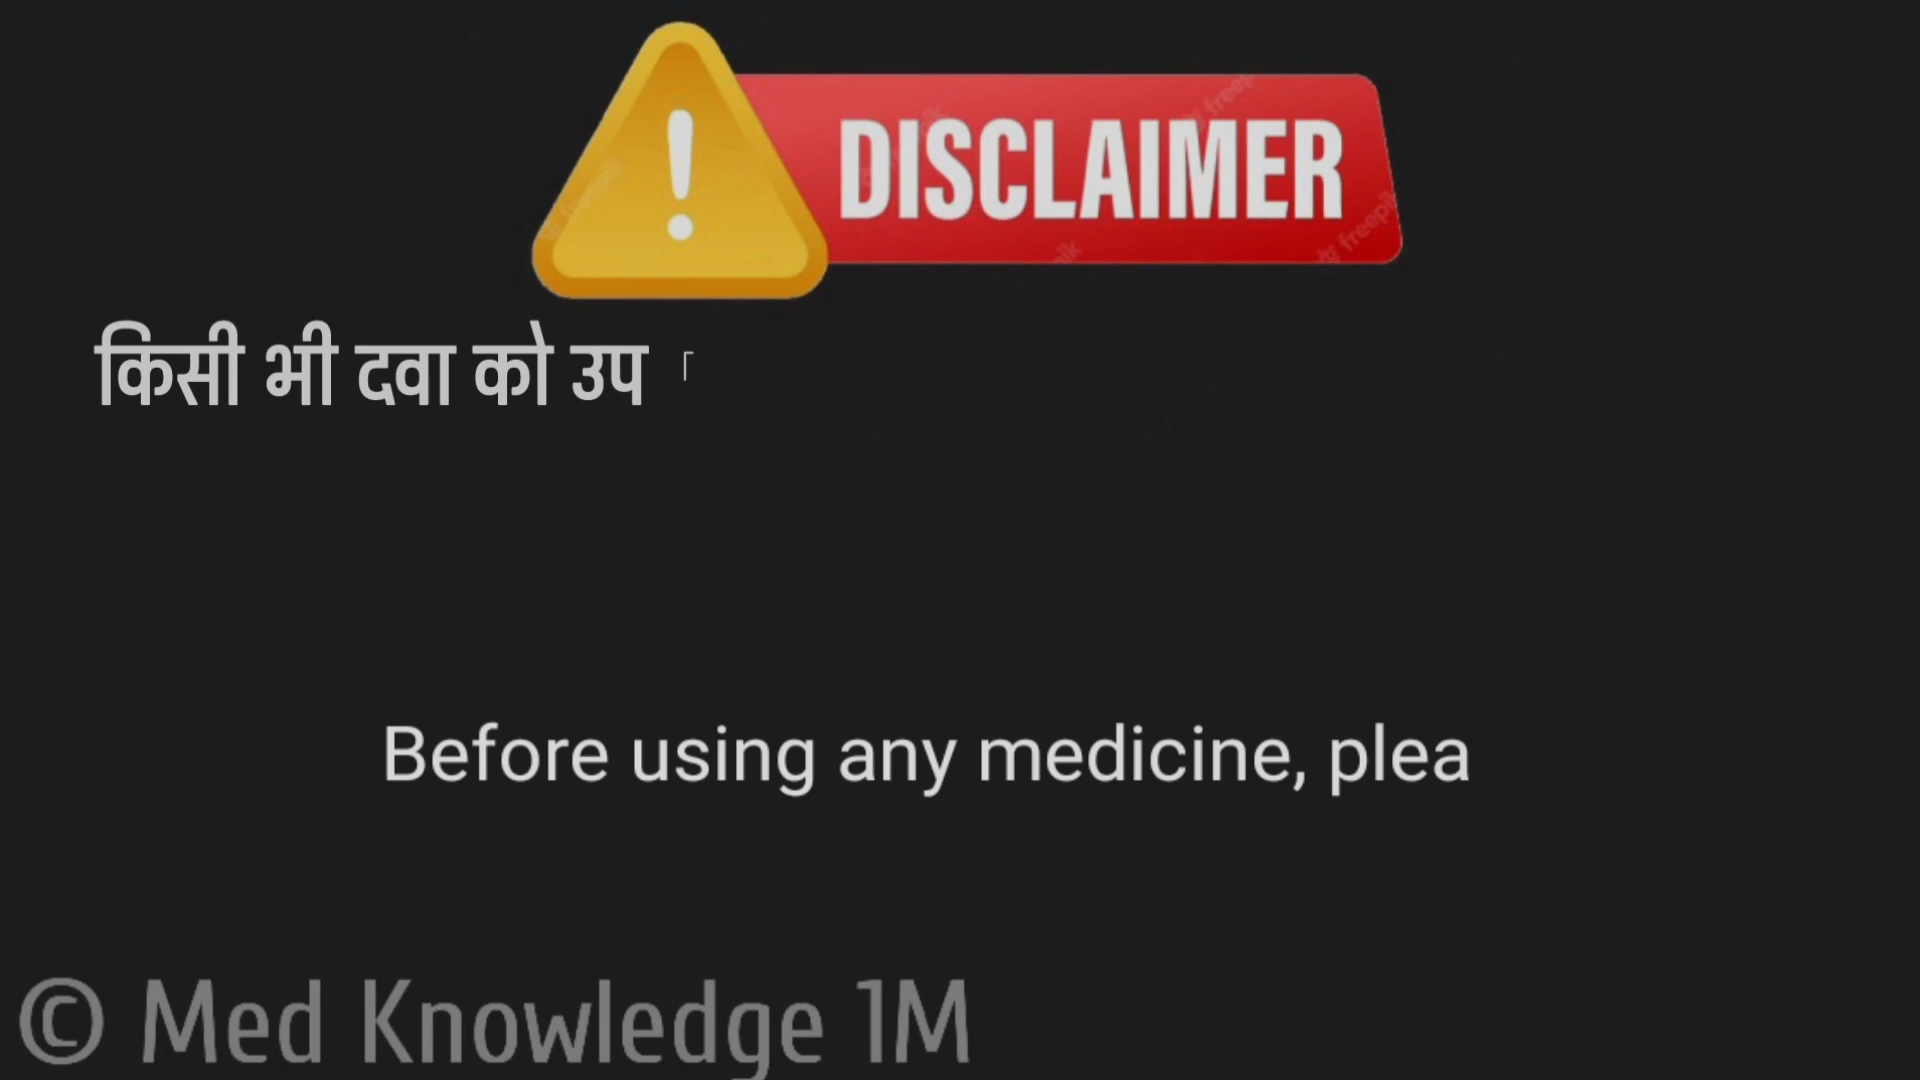 DISCLAIMER
किसी भी दवा को उप
Before using any medicine, plea
© Med Knowledge 1M